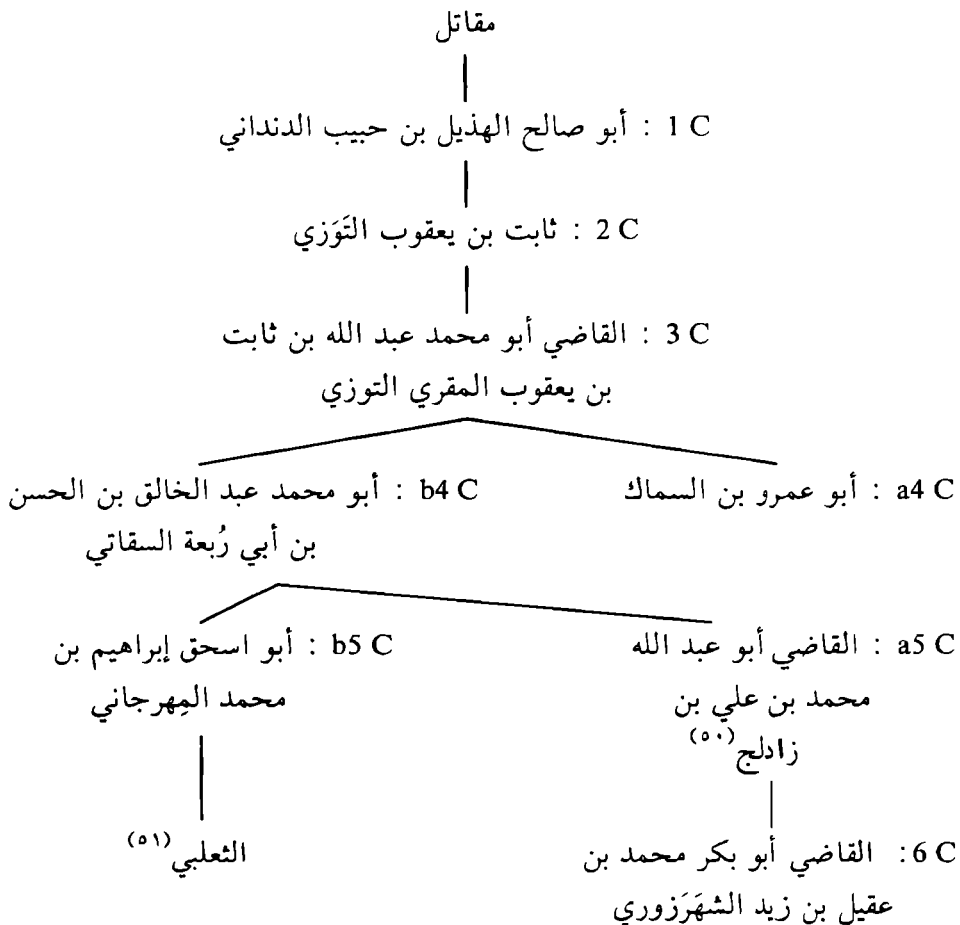 مقاتل
1 C : أبو صالح الهذيل بن حبيب الدنداني
2 C : ثابت بن يعقوب التَوَزي
3 C : القاضي أبو محمد عبد الله بن ثابت
بن يعقوب المقري التوزي
a4 C : أبو عمرو بن السماك
b4 C : أبو محمد عبد الخالق بن الحسن
بن أبي رُبعة السقاتي
a5 C : القاضي أبو عبد الله
محمد بن علي بن
زادلج(٥٠)
b5 C : أبو اسحق إبراهيم بن
محمد المِهرجاني
6 C: القاضي أبو بكر محمد بن
عقيل بن زيد الشهَرَزوري
الثعلبي(٥١)